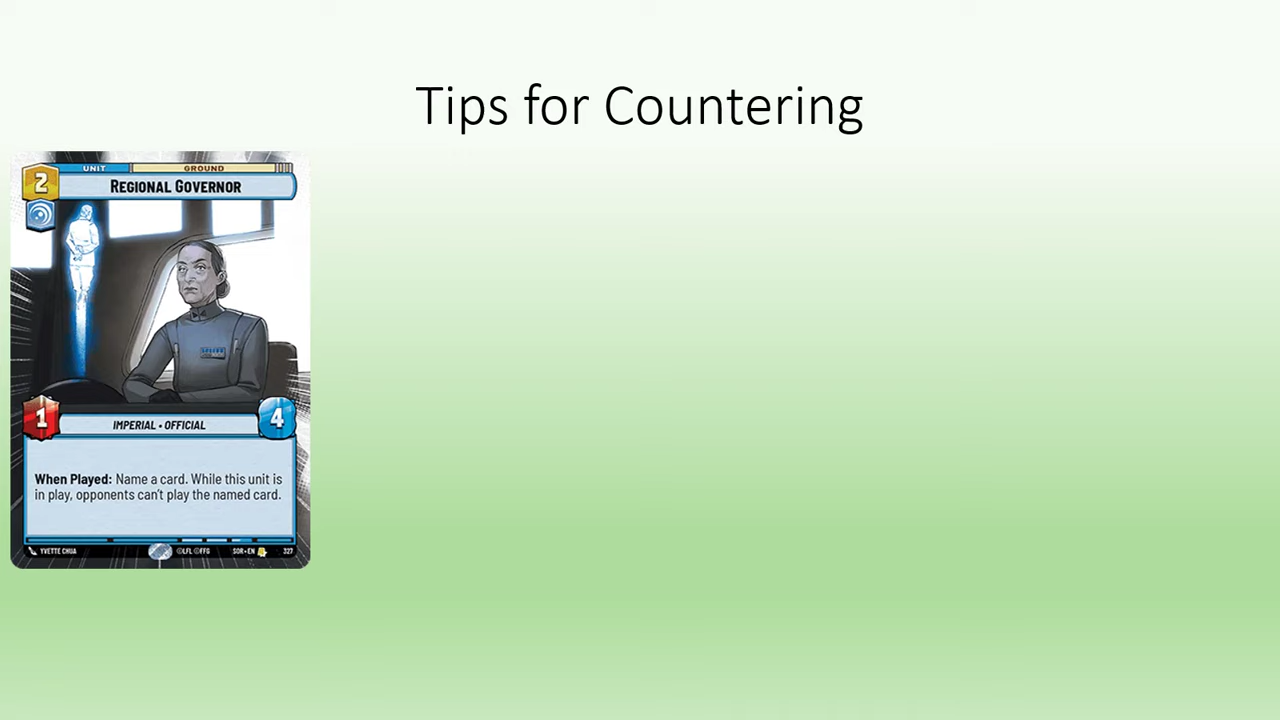 Tips for Countering
UNIT
GROUND
2
REGIONAL GOVERNOR
1
IMPERIAL • OFFICIAL
4
When Played: Name a card. While this unit is
in play, opponents can't play the named card.
YVETTE CHUA
©LFL ©FFG
SOR • EN
327